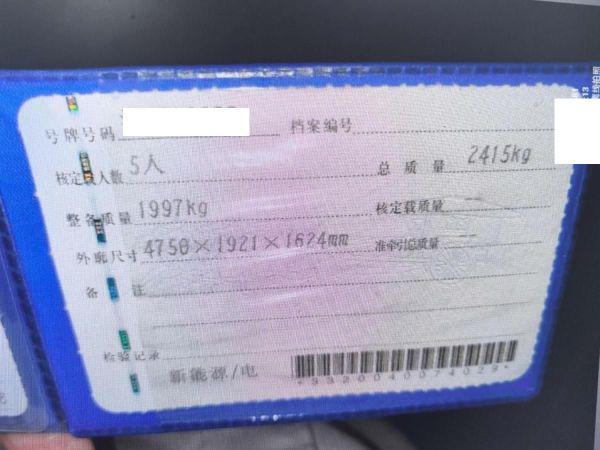 号牌号码 档案编号
核定载人数 5人 总质量 2415kg
整备质量 1997kg 核定载质量 --
外廓尺寸 4750×1921×1624mm 准牵引总质量 --
备注
检验记录 新能源/电
*9320040074029*